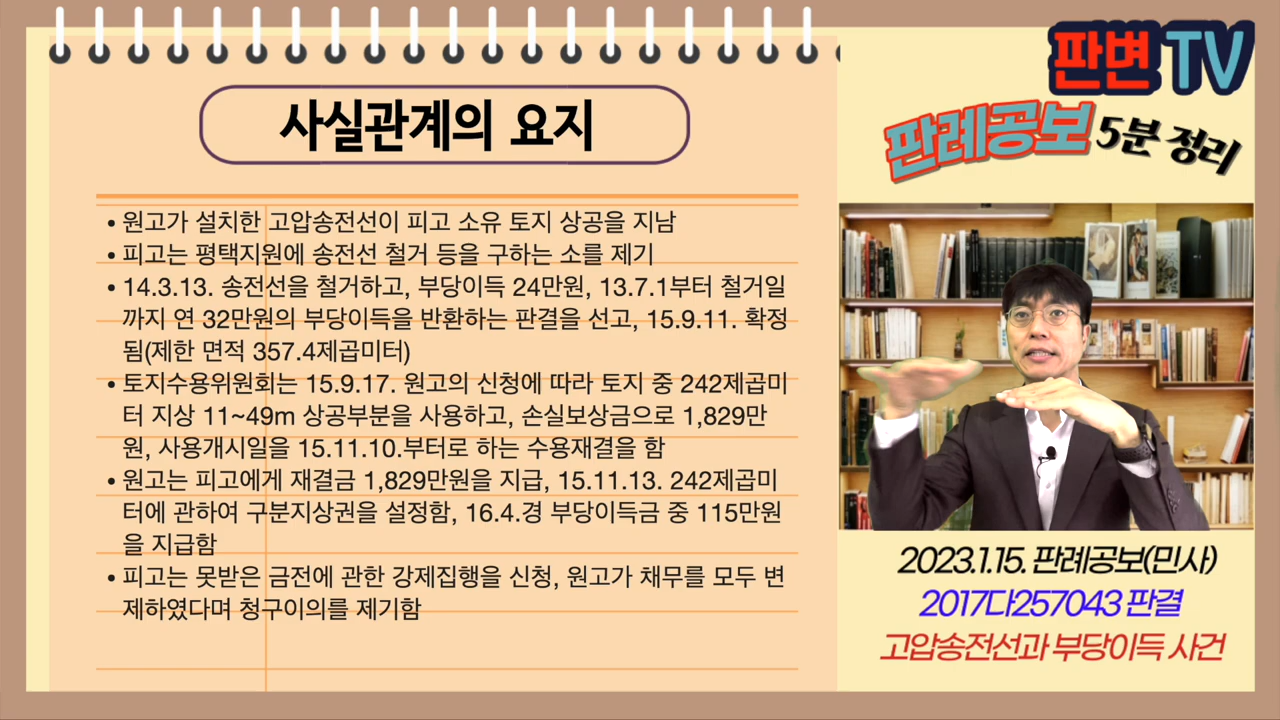 사실관계의 요지
• 원고가 설치한 고압송전선이 피고 소유 토지 상공을 지남
• 피고는 평택지원에 송전선 철거 등을 구하는 소를 제기
• 14.3.13. 송전선을 철거하고, 부당이득 24만원, 13.7.1부터 철거일
까지 연 32만원의 부당이득을 반환하는 판결을 선고, 15.9.11. 확정
됨(제한 면적 357.4제곱미터)
• 토지수용위원회는 15.9.17. 원고의 신청에 따라 토지 중 242제곱미
터 지상 11~49m 상공부분을 사용하고, 손실보상금으로 1,829만
원, 사용개시일을 15.11.10.부터로 하는 수용재결을 함
• 원고는 피고에게 재결금 1,829만원을 지급, 15.11.13. 242제곱미
터에 관하여 구분지상권을 설정함, 16.4.경 부당이득금 중 115만원
을 지급함
• 피고는 못받은 금전에 관한 강제집행을 신청, 원고가 채무를 모두 변
제하였다며 청구이의를 제기함
판변 TV
판례공보 5분 정리
2023.1.15. 판례공보(민사)
2017다257043 판결
고압송전선과 부당이득 사건